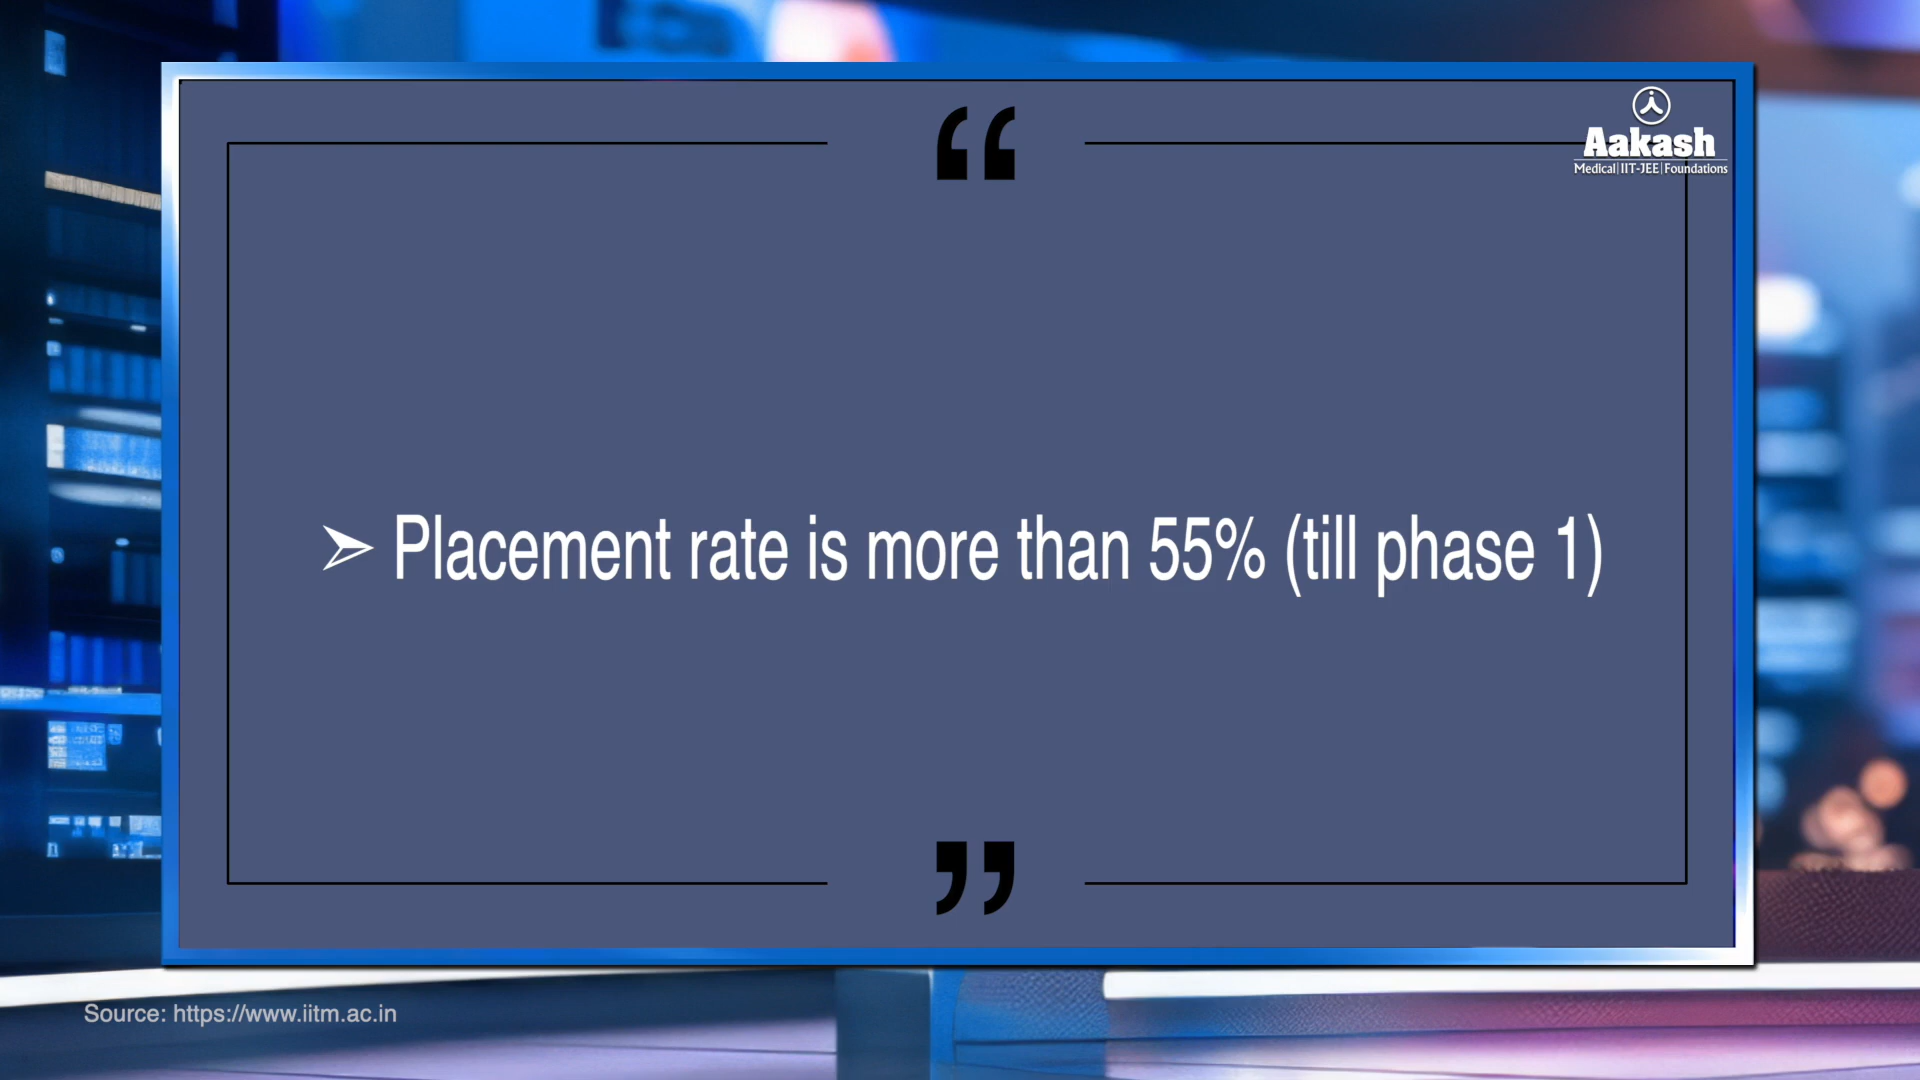 “
Aakash
Medical|IIT-JEE|Foundations
➢ Placement rate is more than 55% (till phase 1)
”
Source: https://www.iitm.ac.in